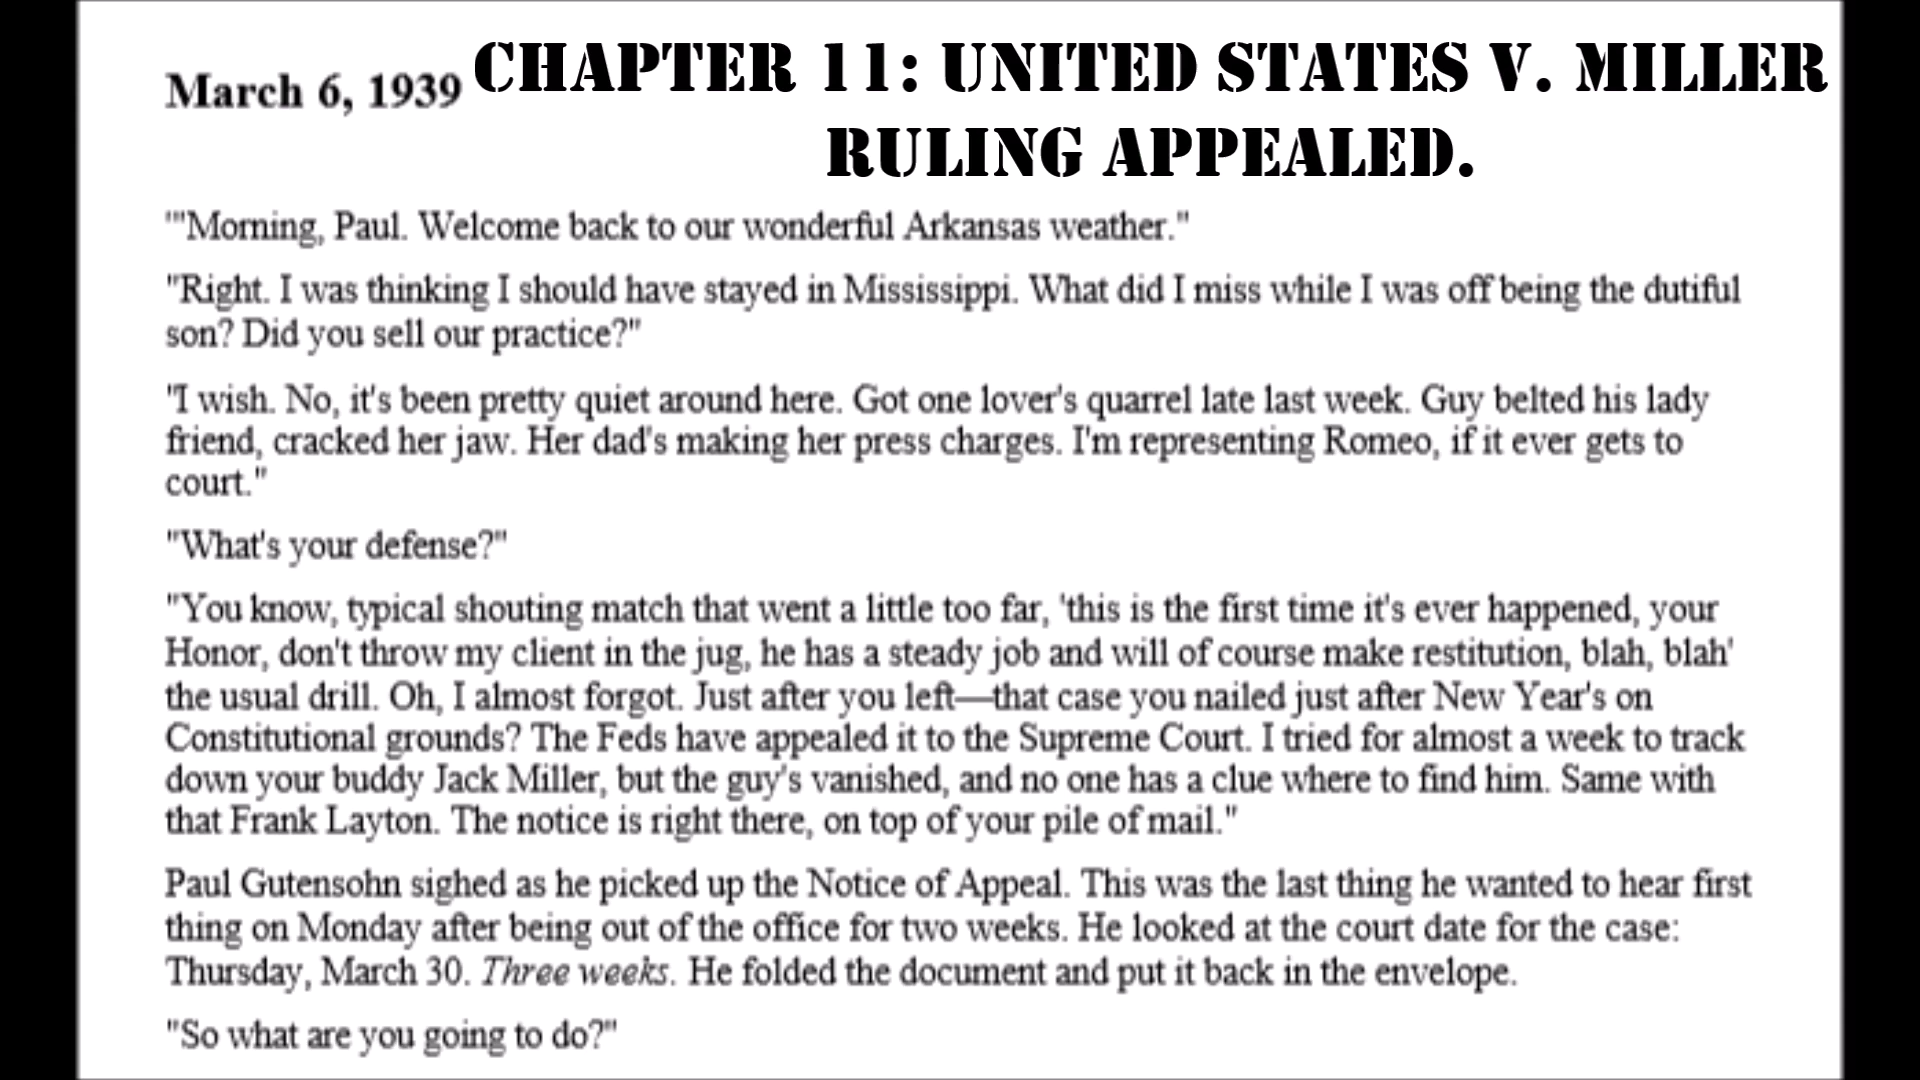 March 6, 1939
CHAPTER 11: UNITED STATES V. MILLER
RULING APPEALED.
'"Morning, Paul. Welcome back to our wonderful Arkansas weather."
"Right. I was thinking I should have stayed in Mississippi. What did I miss while I was off being the dutiful
son? Did you sell our practice?"
'I wish. No, it's been pretty quiet around here. Got one lover's quarrel late last week. Guy belted his lady
friend, cracked her jaw. Her dad's making her press charges. I'm representing Romeo, if it ever gets to
court."
"What's your defense?"
"You know, typical shouting match that went a little too far, 'this is the first time it's ever happened, your
Honor, don't throw my client in the jug, he has a steady job and will of course make restitution, blah, blah'
the usual drill. Oh, I almost forgot. Just after you left—that case you nailed just after New Year's on
Constitutional grounds? The Feds have appealed it to the Supreme Court. I tried for almost a week to track
down your buddy Jack Miller, but the guy's vanished, and no one has a clue where to find him. Same with
that Frank Layton. The notice is right there, on top of your pile of mail."
Paul Gutensohn sighed as he picked up the Notice of Appeal. This was the last thing he wanted to hear first
thing on Monday after being out of the office for two weeks. He looked at the court date for the case:
Thursday, March 30. Three weeks. He folded the document and put it back in the envelope.
"So what are you going to do?"